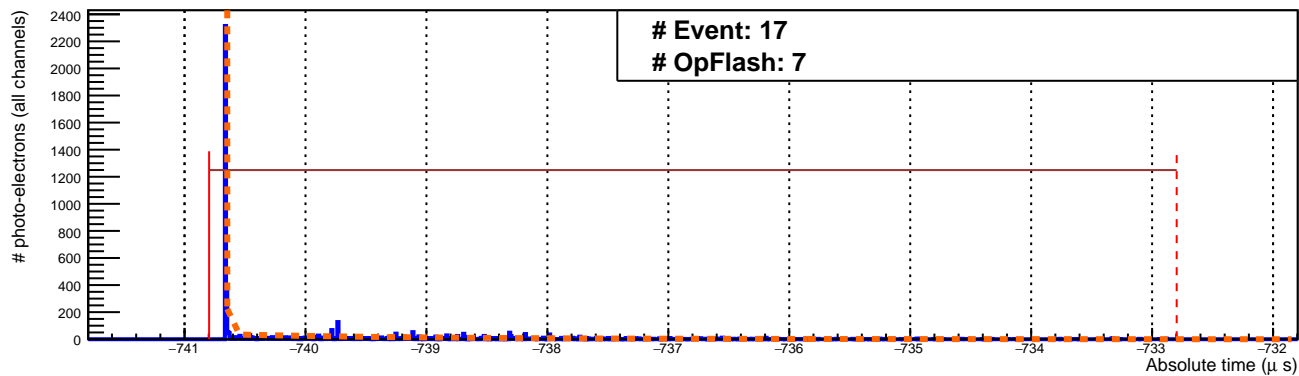 # Event: 17
# OpFlash: 7
# photo-electrons (all channels)
2400
2200
2000
1800
1600
1400
1200
1000
800
600
400
200
0
−741 −740 −739 −738 −737 −736 −735 −734 −733 −732
Absolute time (μ s)